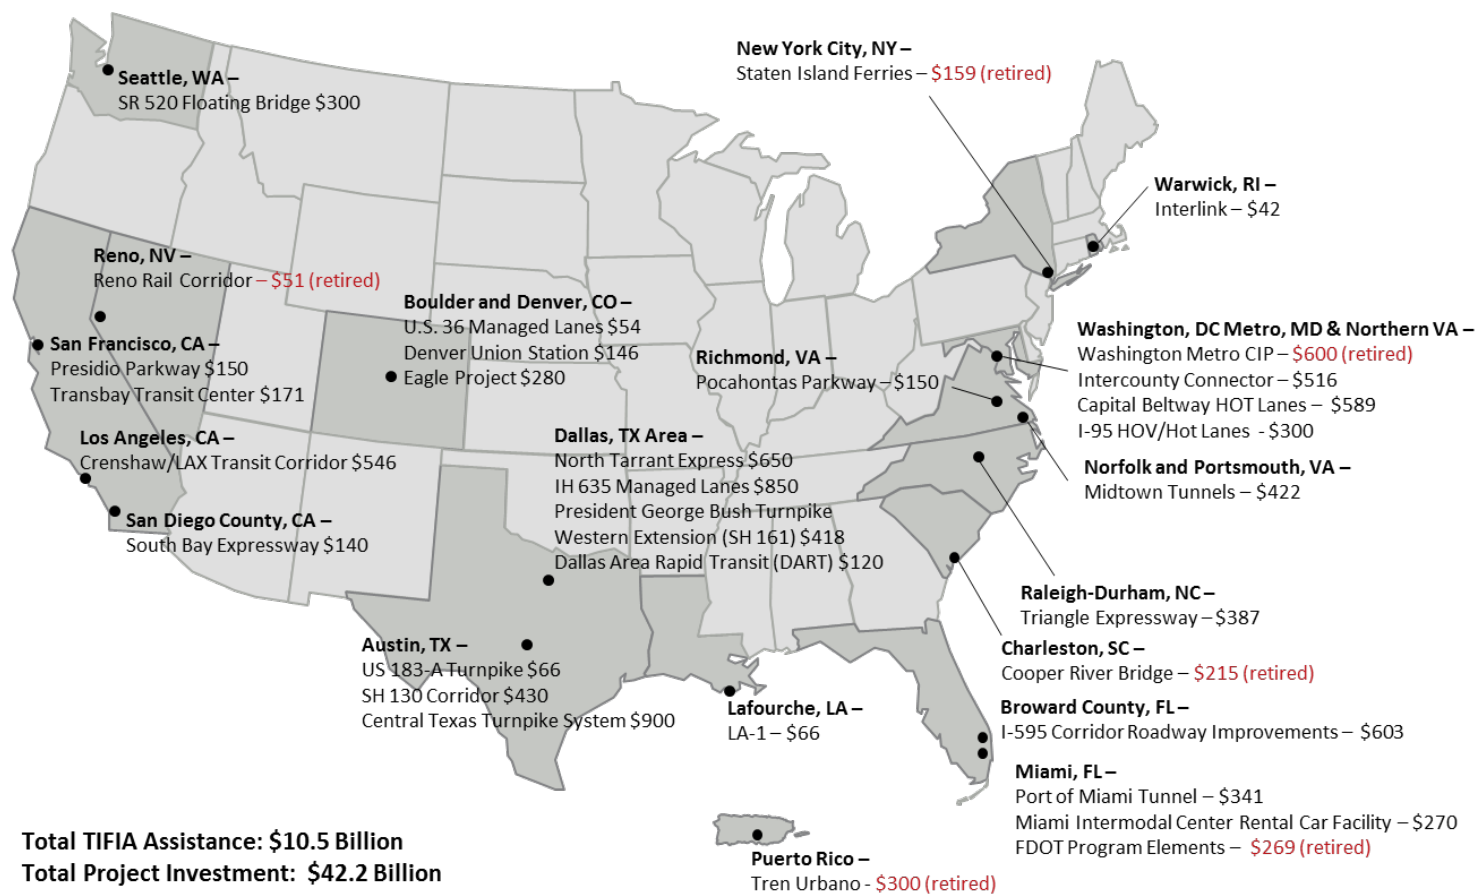 New York City, NY –
Staten Island Ferries – $159 (retired)
Seattle, WA –
SR 520 Floating Bridge $300
Warwick, RI –
Interlink – $42
Reno, NV –
Reno Rail Corridor – $51 (retired)
Boulder and Denver, CO –
U.S. 36 Managed Lanes $54
Denver Union Station $146
Eagle Project $280
San Francisco, CA –
Presidio Parkway $150
Transbay Transit Center $171
Richmond, VA –
Pocahontas Parkway – $150
Washington, DC Metro, MD & Northern VA –
Washington Metro CIP – $600 (retired)
Intercounty Connector – $516
Capital Beltway HOT Lanes – $589
I-95 HOV/Hot Lanes - $300
Los Angeles, CA –
Crenshaw/LAX Transit Corridor $546
Dallas, TX Area –
North Tarrant Express $650
IH 635 Managed Lanes $850
President George Bush Turnpike
Western Extension (SH 161) $418
Dallas Area Rapid Transit (DART) $120
Norfolk and Portsmouth, VA –
Midtown Tunnels – $422
San Diego County, CA –
South Bay Expressway $140
Raleigh-Durham, NC –
Triangle Expressway – $387
Austin, TX –
US 183-A Turnpike $66
SH 130 Corridor $430
Central Texas Turnpike System $900
Charleston, SC –
Cooper River Bridge – $215 (retired)
Lafourche, LA –
LA-1 – $66
Broward County, FL –
I-595 Corridor Roadway Improvements – $603
Miami, FL –
Port of Miami Tunnel – $341
Miami Intermodal Center Rental Car Facility – $270
FDOT Program Elements – $269 (retired)
Total TIFIA Assistance: $10.5 Billion
Total Project Investment: $42.2 Billion
Puerto Rico –
Tren Urbano - $300 (retired)